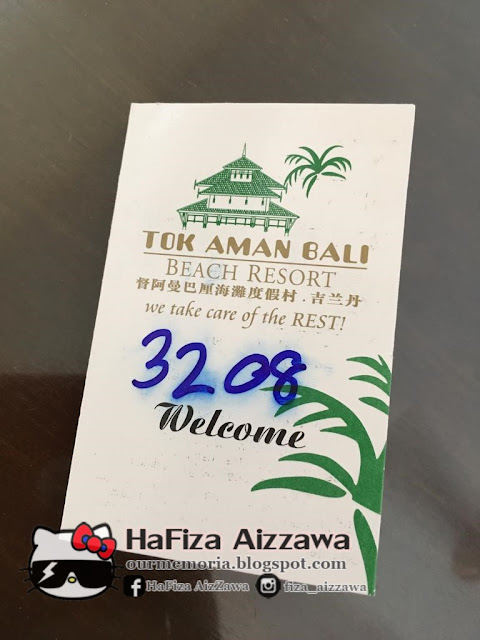 TOK AMAN BALI
BEACH RESORT
督阿曼巴厘海灘度假村．吉兰丹
we take care of the REST!
3208
Welcome
HaFiza Aizzawa
ourmemoria.blogspot.com
HaFiza AizZawa fiza_aizzawa